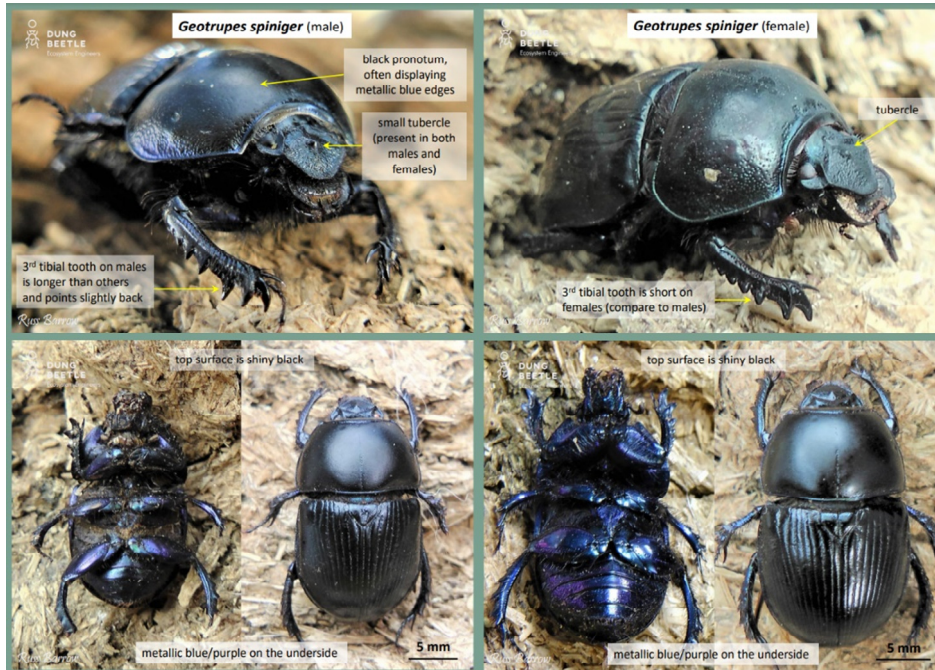 Geotrupes spiniger (male)
DUNG
BEETLE
Ecosystem Engineers
black pronotum,
often displaying
metallic blue edges
small tubercle
(present in both
males and
females)
3rd tibial tooth on males
is longer than others
and points slightly back
Russ Barrow
Geotrupes spiniger (female)
DUNG
BEETLE
Ecosystem Engineers
tubercle
3rd tibial tooth is short on
females (compare to males)
Russ Barrow
top surface is shiny black
DUNG
BEETLE
metallic blue/purple on the underside
5 mm
Russ Barrow
top surface is shiny black
DUNG
BEETLE
metallic blue/purple on the underside
5 mm
Russ Barrow